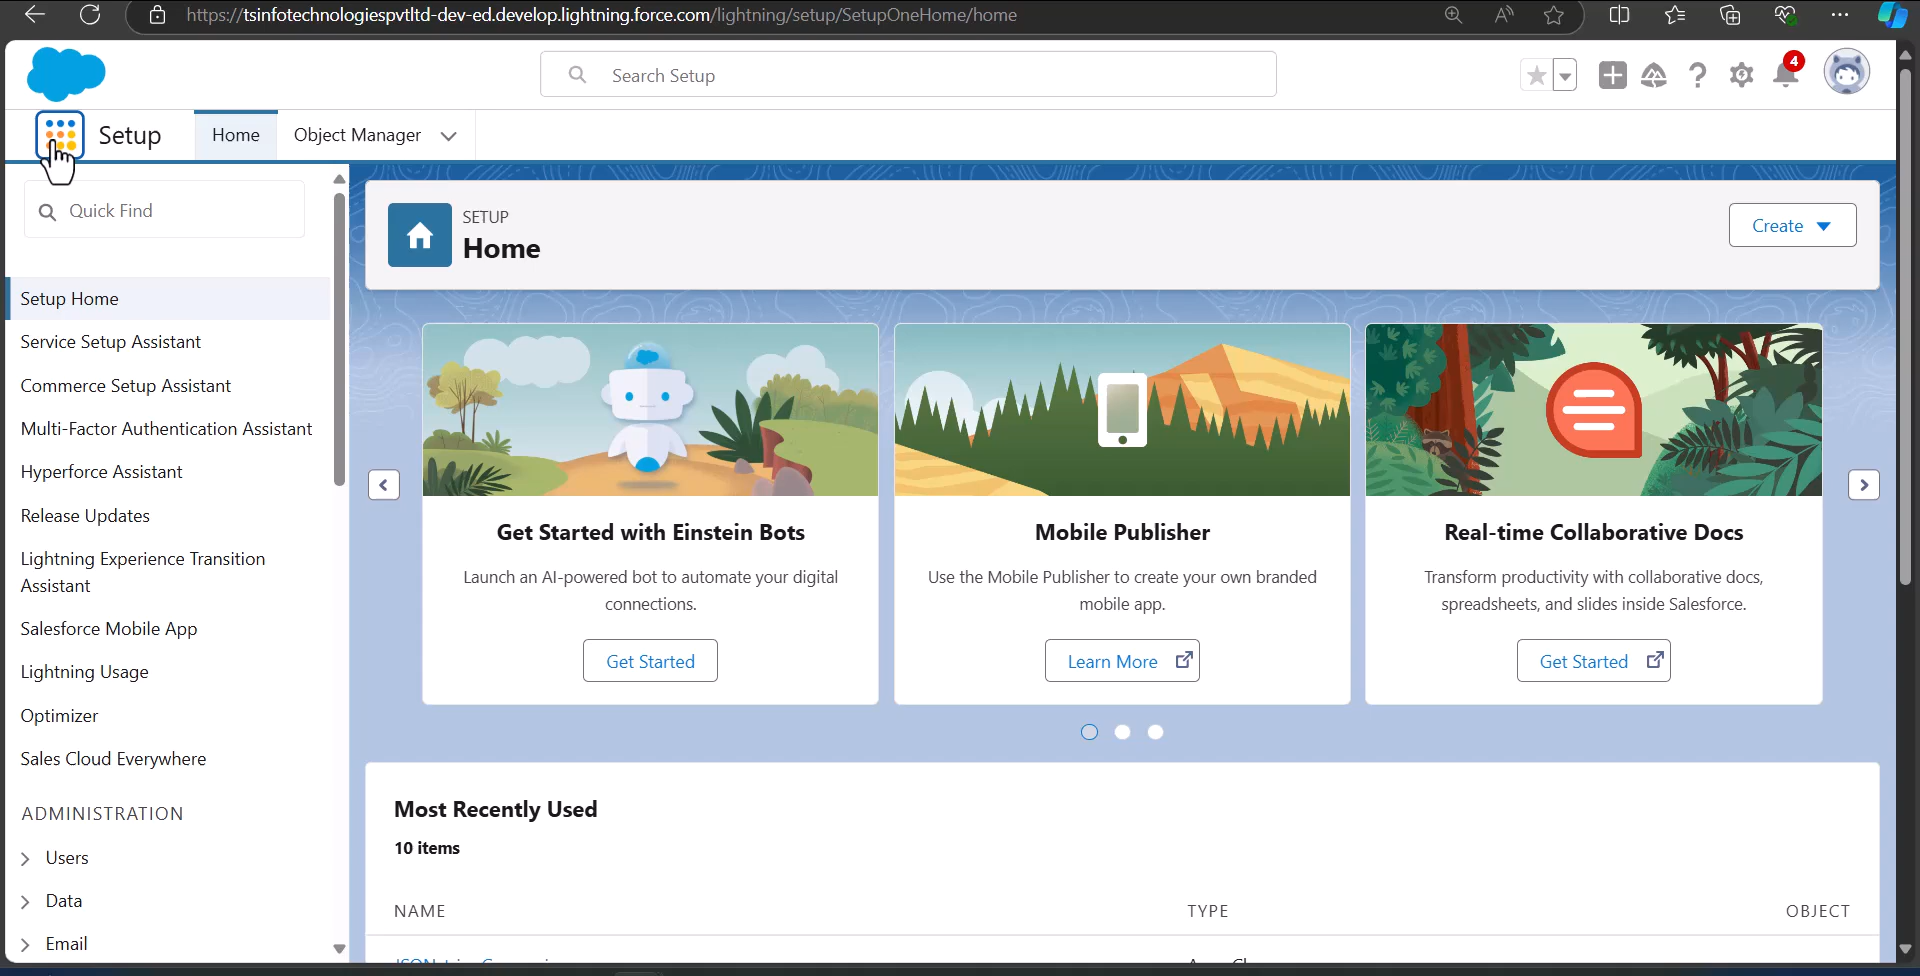 https://tsinfotechnologiespvtltd-dev-ed.develop.lightning.force.com/lightning/setup/SetupOneHome/home
Search Setup
4
Setup
Home
Object Manager
Quick Find
SETUP
Home
Create
Setup Home
Service Setup Assistant
Commerce Setup Assistant
Multi-Factor Authentication Assistant
Hyperforce Assistant
Release Updates
Lightning Experience Transition
Assistant
Salesforce Mobile App
Lightning Usage
Optimizer
Sales Cloud Everywhere
ADMINISTRATION
Users
Data
Email
Get Started with Einstein Bots
Launch an AI-powered bot to automate your digital
connections.
Get Started
Mobile Publisher
Use the Mobile Publisher to create your own branded
mobile app.
Learn More
Real-time Collaborative Docs
Transform productivity with collaborative docs,
spreadsheets, and slides inside Salesforce.
Get Started
Most Recently Used
10 items
NAME
TYPE
OBJECT